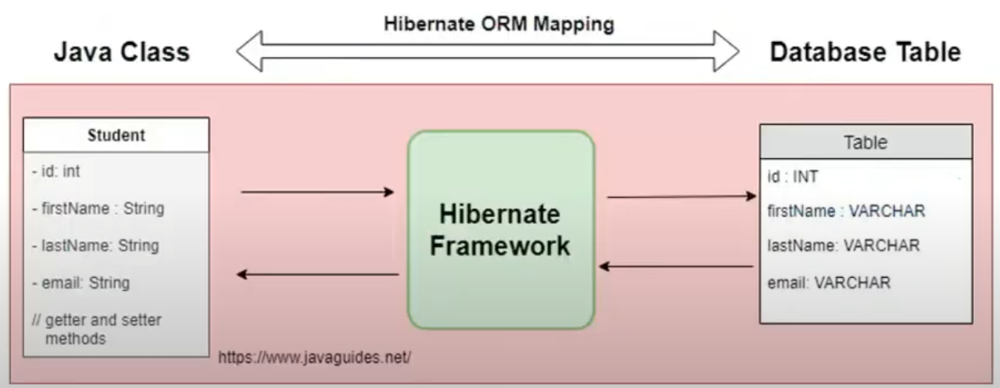 Hibernate ORM Mapping
Java Class
Database Table
Student
- id: int
- firstName : String
- lastName: String
- email: String
// getter and setter
methods
Hibernate
Framework
Table
id : INT
firstName : VARCHAR
lastName: VARCHAR
email: VARCHAR
https://www.javaguides.net/